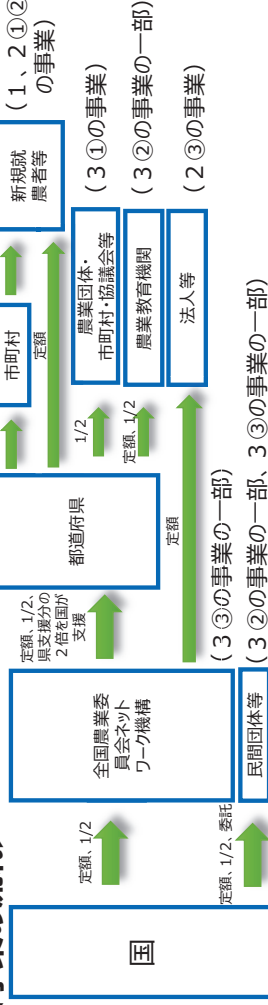 国
定額、1/2
定額、1/2、委託
全国農業委
員会ネット
ワーク機構
(3③の事業の一部)
民間団体等
(3②の事業の一部、3③の事業の一部)
定額、1/2、
県支援分の
2倍を国が
支援
定額
都道府県
定額
1/2
定額、1/2
市町村
新規就
農者等
(1、2①②
の事業)
農業団体・
市町村・協議会等
(3①の事業)
農業教育機関
(3②の事業の一部)
法人等
(2③の事業)